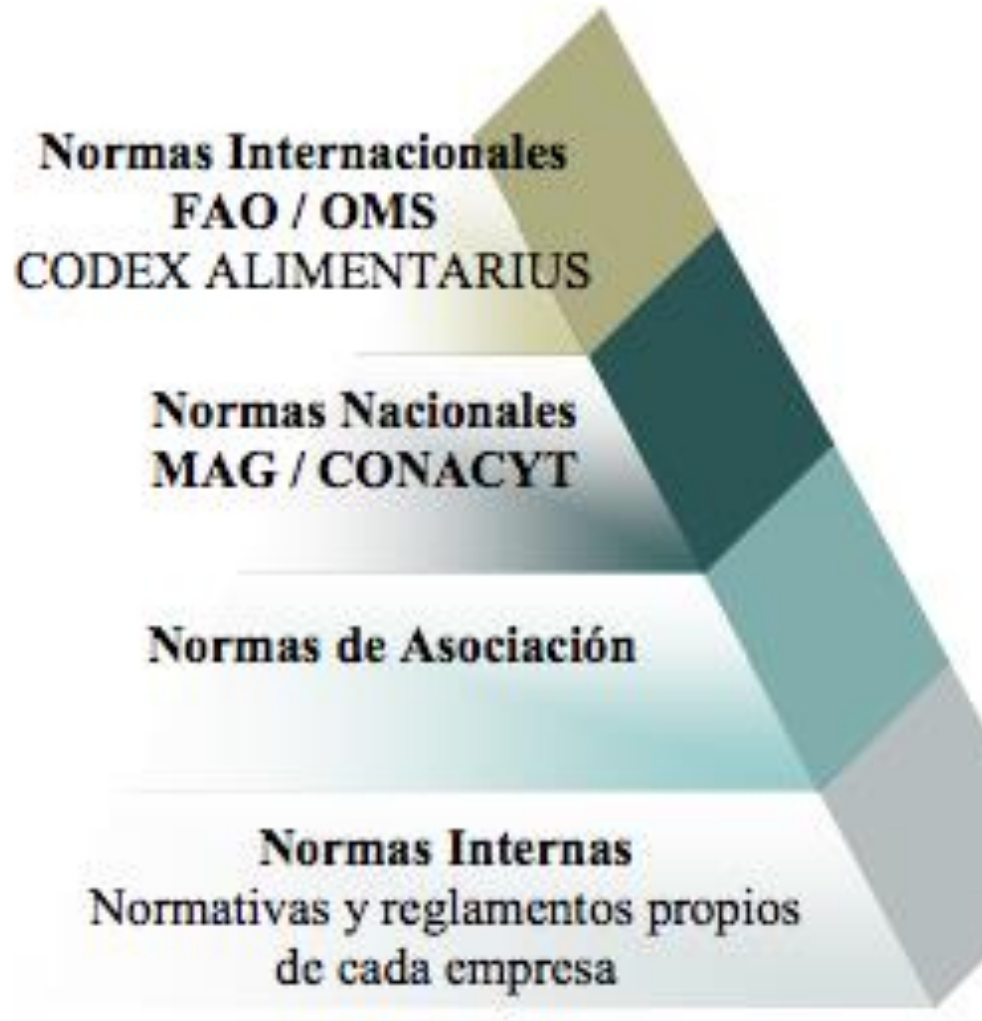 Normas Internacionales
FAO / OMS
CODEX ALIMENTARIUS
Normas Nacionales
MAG / CONACYT
Normas de Asociación
Normas Internas
Normativas y reglamentos propios
de cada empresa